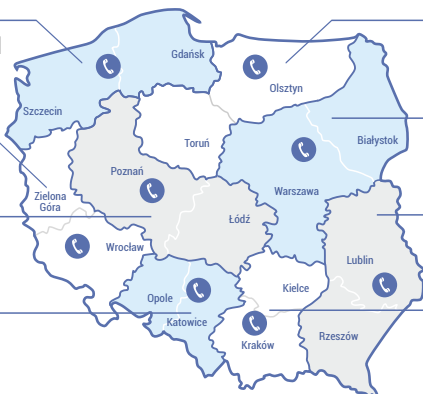 Gdańsk
Olsztyn
Szczecin
Toruń
Białystok
Poznań
Warszawa
Zielona
Góra
Łódź
Wrocław
Lublin
Kielce
Opole
Katowice
Kraków
Rzeszów